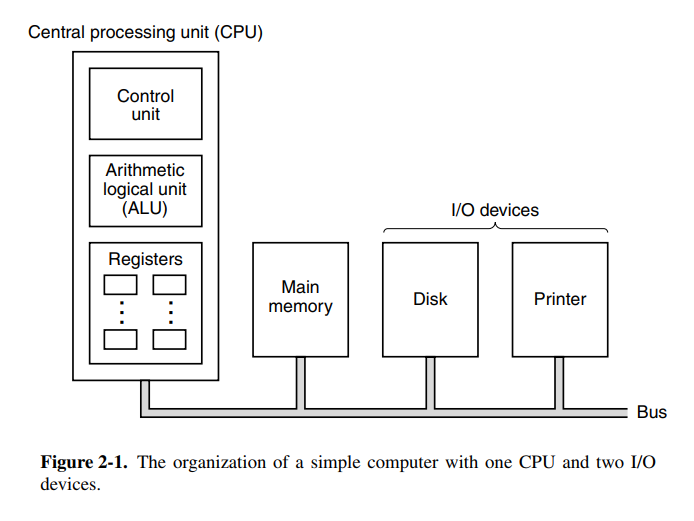 Central processing unit (CPU)
Control
unit
Arithmetic
logical unit
(ALU)
Registers
I/O devices
Main
memory
Disk
Printer
Bus
Figure 2-1. The organization of a simple computer with one CPU and two I/O
devices.